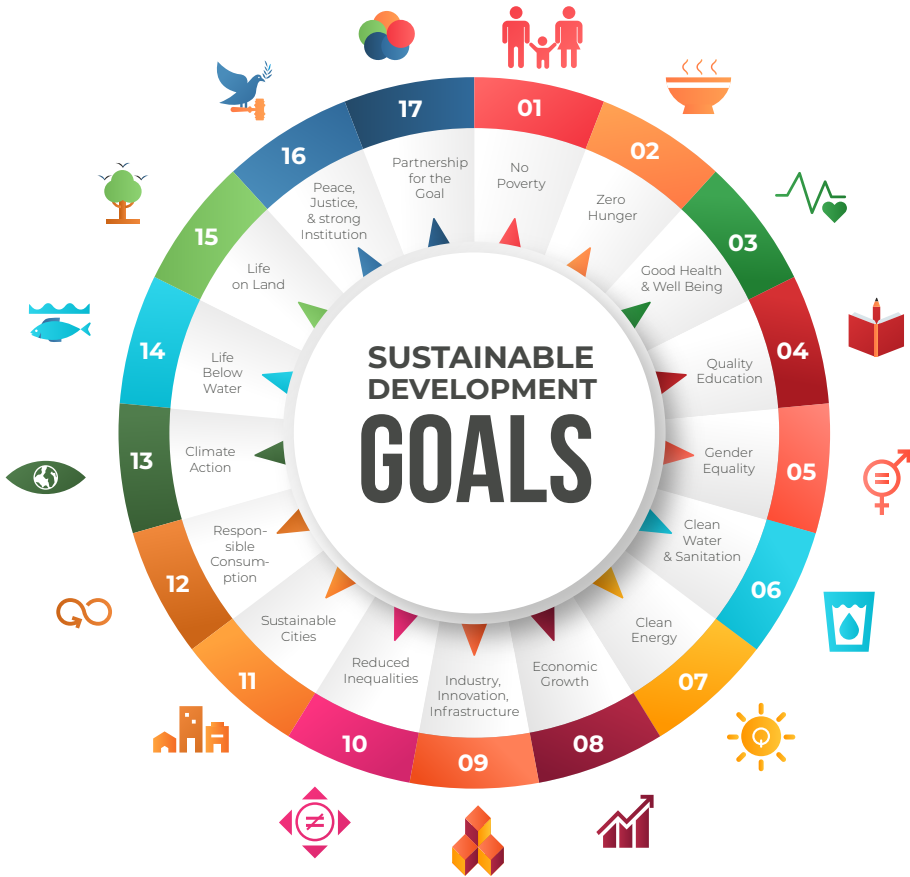 SUSTAINABLE
DEVELOPMENT
GOALS
01
No
Poverty
02
Zero
Hunger
03
Good Health
& Well Being
04
Quality
Education
05
Gender
Equality
06
Clean
Water
& Sanitation
07
Clean
Energy
08
Economic
Growth
09
Industry,
Innovation,
Infrastructure
10
Reduced
Inequalities
11
Sustainable
Cities
12
Respon-
sible
Consum-
ption
13
Climate
Action
14
Life
Below
Water
15
Life
on Land
16
Peace,
Justice,
& strong
Institution
17
Partnership
for the
Goal